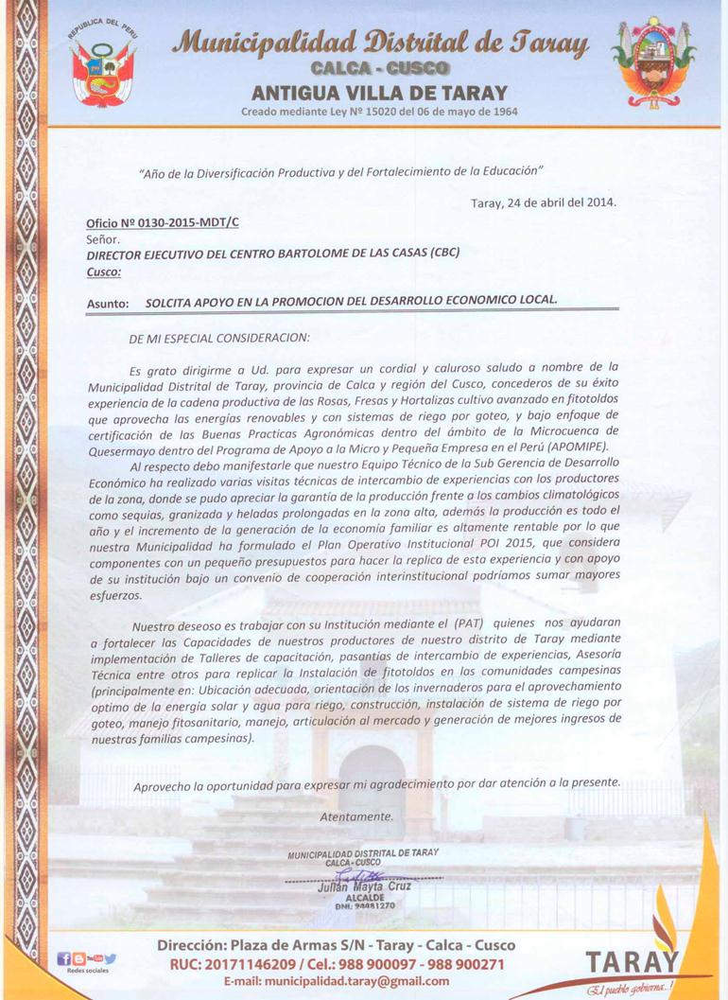 REPUBLICA DEL PERU
Municipalidad Distrital de Taray
CALCA - CUSCO
ANTIGUA VILLA DE TARAY
Creado mediante Ley Nº 15020 del 06 de mayo de 1964
"Año de la Diversificación Productiva y del Fortalecimiento de la Educación"
Taray, 24 de abril del 2014.
Oficio Nº 0130-2015-MDT/C
Señor.
DIRECTOR EJECUTIVO DEL CENTRO BARTOLOME DE LAS CASAS (CBC)
Cusco:
Asunto: SOLCITA APOYO EN LA PROMOCION DEL DESARROLLO ECONOMICO LOCAL.
DE MI ESPECIAL CONSIDERACION:
Es grato dirigirme a Ud. para expresar un cordial y caluroso saludo a nombre de la
Municipalidad Distrital de Taray, provincia de Calca y región del Cusco, concederos de su éxito
experiencia de la cadena productiva de las Rosas, Fresas y Hortalizas cultivo avanzado en fitotoldos
que aprovecha las energías renovables y con sistemas de riego por goteo, y bajo enfoque de
certificación de las Buenas Practicas Agronómicas dentro del ámbito de la Microcuenca de
Quesermayo dentro del Programa de Apoyo a la Micro y Pequeña Empresa en el Perú (APOMIPE).
Al respecto debo manifestarle que nuestro Equipo Técnico de la Sub Gerencia de Desarrollo
Económico ha realizado varias visitas técnicas de intercambio de experiencias con los productores
de la zona, donde se pudo apreciar la garantía de la producción frente a los cambios climatológicos
como sequias, granizada y heladas prolongadas en la zona alta, además la producción es todo el
año y el incremento de la generación de la economía familiar es altamente rentable por lo que
nuestra Municipalidad ha formulado el Plan Operativo Institucional POI 2015, que considera
componentes con un pequeño presupuestos para hacer la replica de esta experiencia y con apoyo
de su institución bajo un convenio de cooperación interinstitucional podríamos sumar mayores
esfuerzos.
Nuestro deseoso es trabajar con su Institución mediante el (PAT) quienes nos ayudaran
a fortalecer las Capacidades de nuestros productores de nuestro distrito de Taray mediante
implementación de Talleres de capacitación, pasantías de intercambio de experiencias, Asesoría
Técnica entre otros para replicar la Instalación de fitotoldos en las comunidades campesinas
(principalmente en: Ubicación adecuada, orientación de los invernaderos para el aprovechamiento
optimo de la energía solar y agua para riego, construcción, instalación de sistema de riego por
goteo, manejo fitosanitario, manejo, articulación al mercado y generación de mejores ingresos de
nuestras familias campesinas).
Aprovecho la oportunidad para expresar mi agradecimiento por dar atención a la presente.
Atentamente.
MUNICIPALIDAD DISTRITAL DE TARAY
CALCA - CUSCO
Julián Mayta Cruz
ALCALDE
DNI: 94481270
Dirección: Plaza de Armas S/N - Taray - Calca - Cusco
RUC: 20171146209 / Cel.: 988 900097 - 988 900271
E-mail: municipalidad.taray@gmail.com
Redes sociales
TARAY
El pueblo gobierna..!